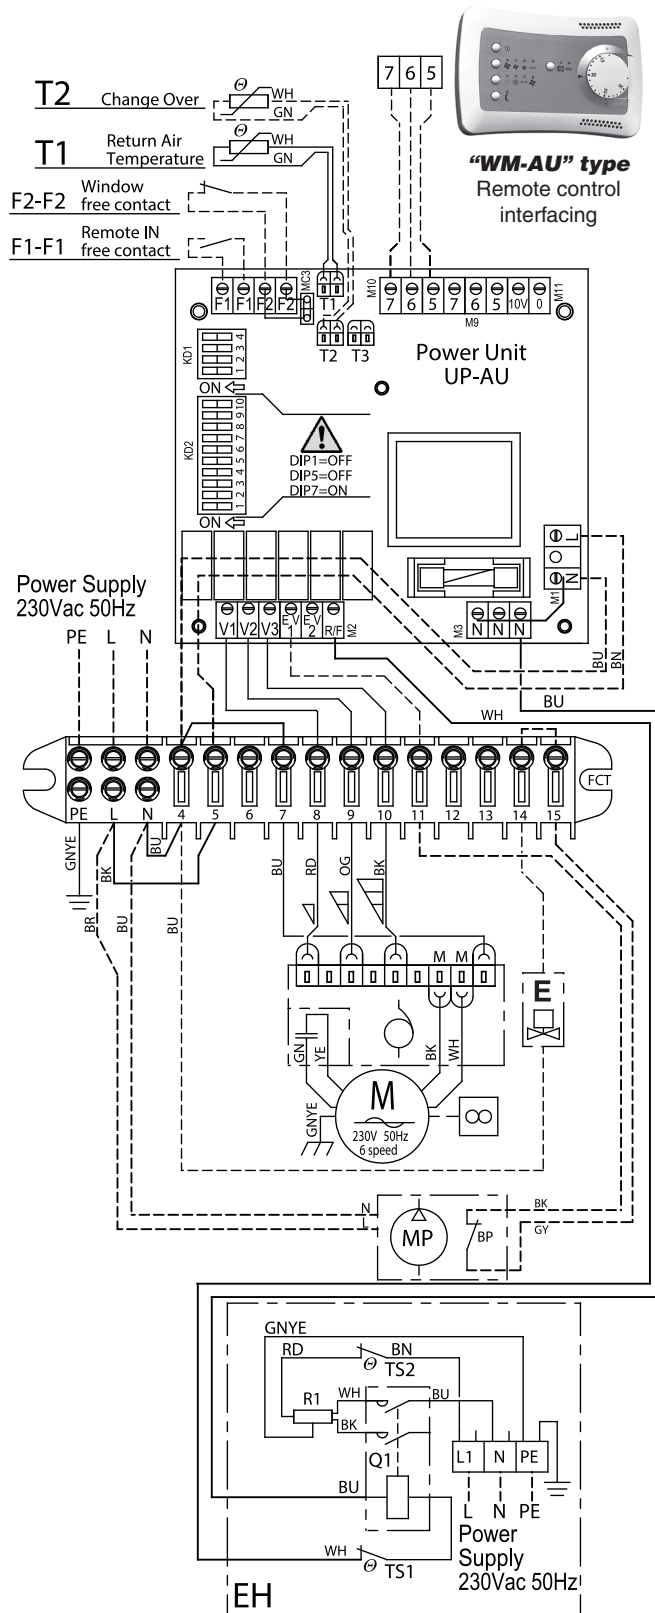 7 6 5
T2 Change Over
Θ WH
GN
T1 Return Air
Temperature
Θ WH
GN
F2-F2 Window
free contact
F1-F1 Remote IN
free contact
"WM-AU" type
Remote control
interfacing
F1 F1 F2 F2
MC3
T1
M10
7 6 5 7 6 5 10V 0
M11
M9
T2 T3
Power Unit
UP-AU
KD1
1 2 3 4
ON
KD2
1 2 3 4 5 6 7 8 9 10
ON
DIP1=OFF
DIP5=OFF
DIP7=ON
L
N
M1
V1 V2 V3 EV1 EV2 R/F
M2
M3
N N N
BU
BN
Power Supply
230Vac 50Hz
PE L N
WH
BU
FCT
PE L N 4 5 6 7 8 9 10 11 12 13 14 15
GNYE
BK
BU
BR
BU
BU
BU
RD
OG
BK
M M
E
GN
YE
BK
WH
GNYE
M
230V 50Hz
6 speed
8
N
L
MP
BP
BK
GY
GNYE
RD
BN
Θ TS2
R1
WH
BU
BK
Q1
L1 N PE
BU
L N PE
Power
Supply
230Vac 50Hz
WH
Θ TS1
EH